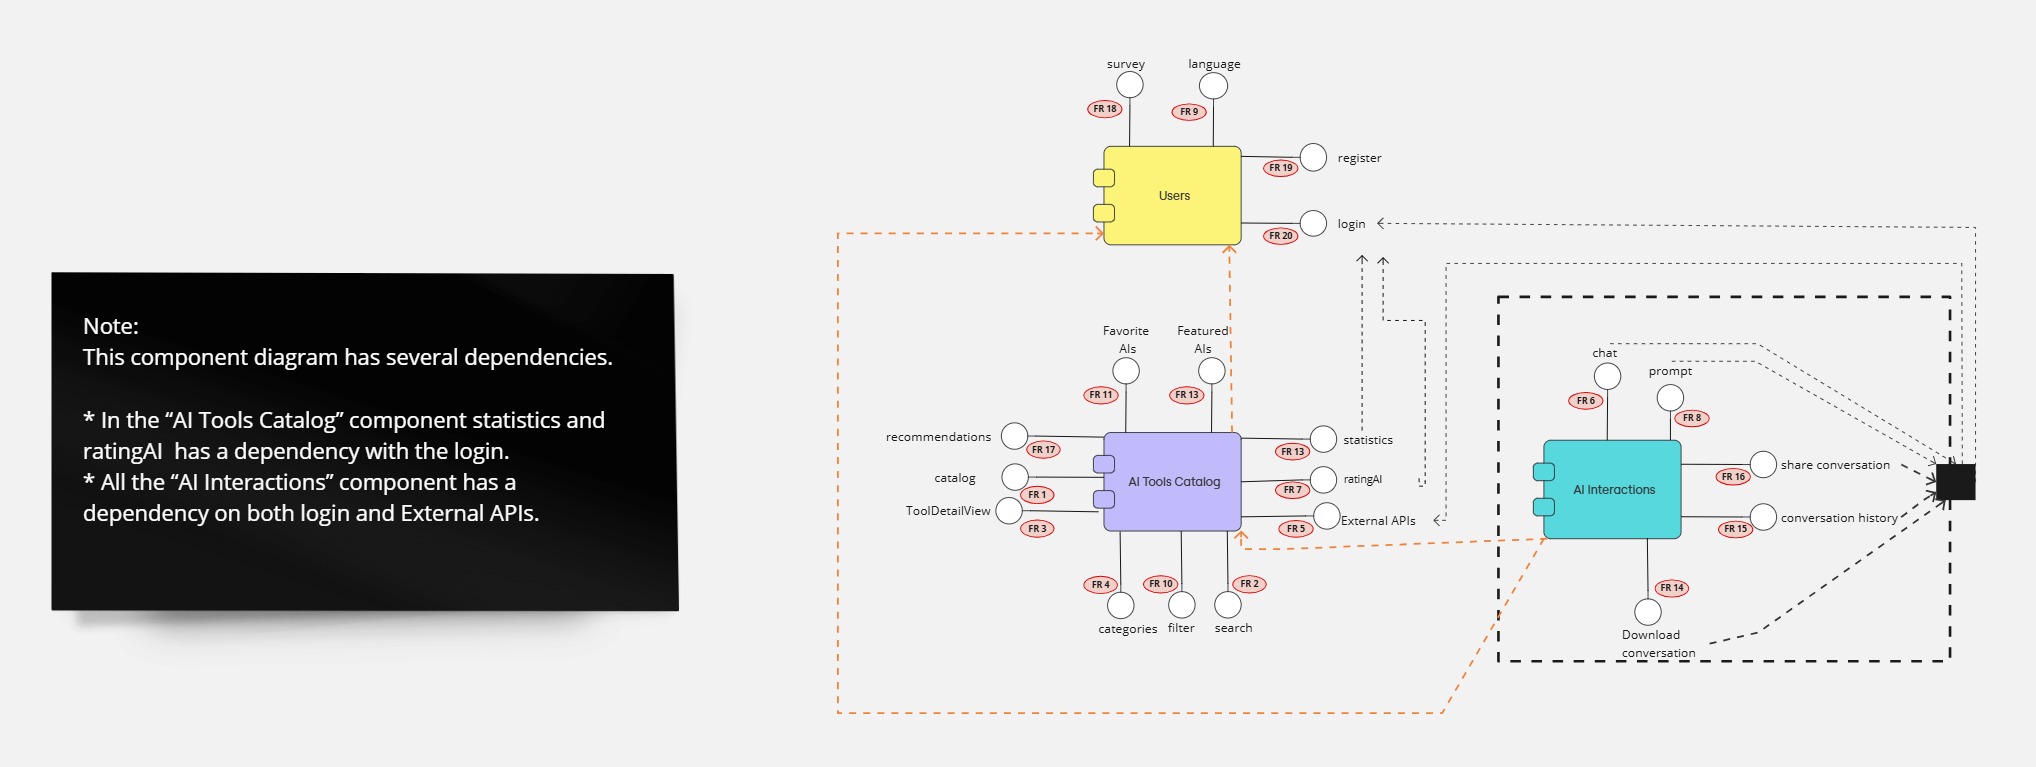 Note:
This component diagram has several dependencies.
* In the “AI Tools Catalog” component statistics and
ratingAI  has a dependency with the login.
* All the “AI Interactions” component has a
dependency on both login and External APIs.
survey
language
FR 18
FR 9
register
FR 19
Users
login
FR 20
Favorite
AIs
Featured
AIs
FR 11
FR 13
recommendations
FR 17
catalog
FR 1
ToolDetailView
FR 3
AI Tools Catalog
statistics
FR 13
ratingAI
FR 7
External APIs
FR 5
FR 4
FR 10
FR 2
categories
filter
search
chat
prompt
FR 6
FR 8
share conversation
FR 16
AI Interactions
conversation history
FR 15
FR 14
Download
conversation